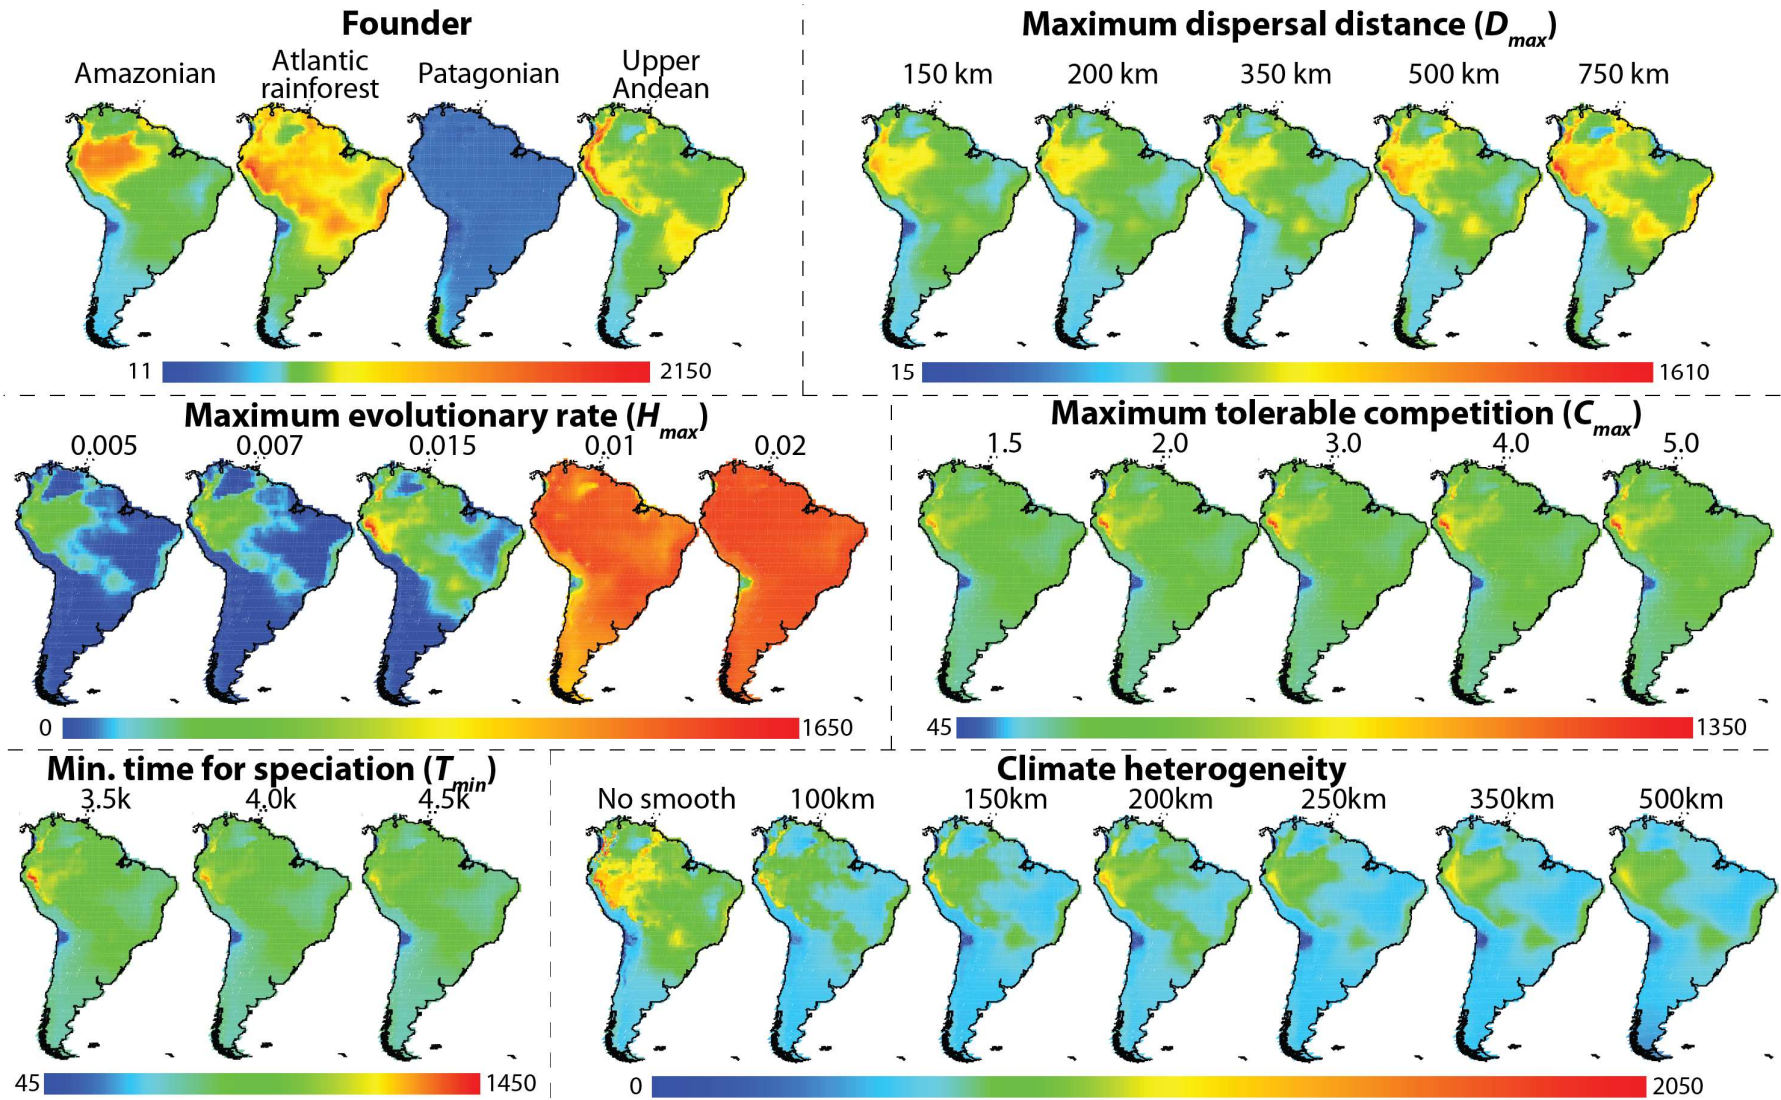 Founder
Amazonian
Atlantic
rainforest
Patagonian
Upper
Andean
11
2150
Maximum dispersal distance (Dmax)
150 km
200 km
350 km
500 km
750 km
15
1610
Maximum evolutionary rate (Hmax)
0.005
0.007
0.015
0.01
0.02
0
1650
Maximum tolerable competition (Cmax)
1.5
2.0
3.0
4.0
5.0
45
1350
Min. time for speciation (Tmin)
3.5k
4.0k
4.5k
45
1450
Climate heterogeneity
No smooth
100km
150km
200km
250km
350km
500km
0
2050